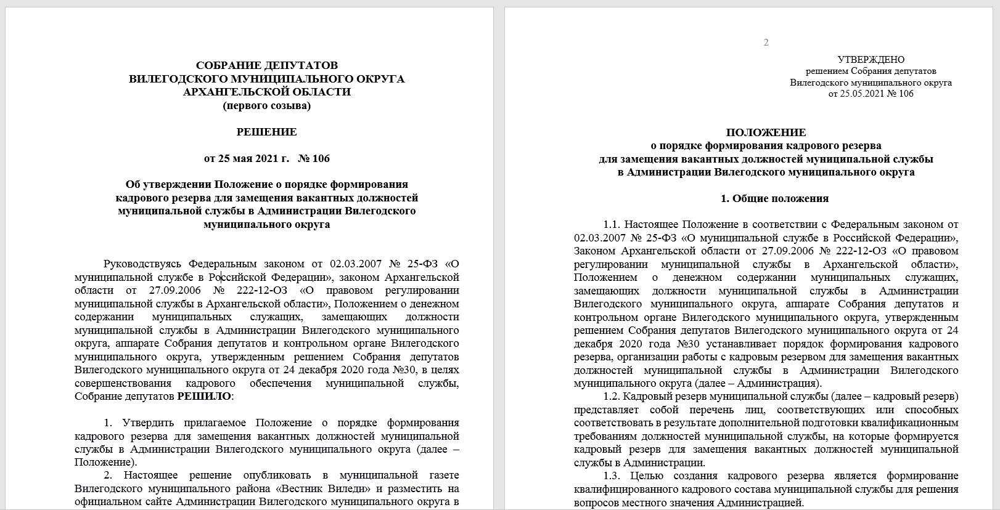 СОБРАНИЕ ДЕПУТАТОВ
ВИЛЕГОДСКОГО МУНИЦИПАЛЬНОГО ОКРУГА
АРХАНГЕЛЬСКОЙ ОБЛАСТИ
(первого созыва)
РЕШЕНИЕ
от 25 мая 2021 г. № 106
Об утверждении Положение о порядке формирования
кадрового резерва для замещения вакантных должностей
муниципальной службы в Администрации Вилегодского
муниципального округа
Руководствуясь Федеральным законом от 02.03.2007 № 25-ФЗ «О
муниципальной службе в Российской Федерации», законом Архангельской
области от 27.09.2006 № 222-12-ОЗ «О правовом регулировании
муниципальной службы в Архангельской области», Положением о денежном
содержании муниципальных служащих, замещающих должности
муниципальной службы в Администрации Вилегодского муниципального
округа, аппарате Собрания депутатов и контрольном органе Вилегодского
муниципального округа, утвержденным решением Собрания депутатов
Вилегодского муниципального округа от 24 декабря 2020 года №30, в целях
совершенствования кадрового обеспечения муниципальной службы,
Собрание депутатов РЕШИЛО:
1. Утвердить прилагаемое Положение о порядке формирования
кадрового резерва для замещения вакантных должностей муниципальной
службы в Администрации Вилегодского муниципального округа (далее –
Положение).
2. Настоящее решение опубликовать в муниципальной газете
Вилегодского муниципального района «Вестник Виледи» и разместить на
официальном сайте Администрации Вилегодского муниципального округа в
2
УТВЕРЖДЕНО
решением Собрания депутатов
Вилегодского муниципального округа
от 25.05.2021 № 106
ПОЛОЖЕНИЕ
о порядке формирования кадрового резерва
для замещения вакантных должностей муниципальной службы
в Администрации Вилегодского муниципального округа
1. Общие положения
1.1. Настоящее Положение в соответствии с Федеральным законом от
02.03.2007 № 25-ФЗ «О муниципальной службе в Российской Федерации»,
Законом Архангельской области от 27.09.2006 № 222-12-ОЗ «О правовом
регулировании муниципальной службы в Архангельской области»,
Положением о денежном содержании муниципальных служащих,
замещающих должности муниципальной службы в Администрации
Вилегодского муниципального округа, аппарате Собрания депутатов и
контрольном органе Вилегодского муниципального округа, утвержденным
решением Собрания депутатов Вилегодского муниципального округа от 24
декабря 2020 года №30 устанавливает порядок формирования кадрового
резерва, организации работы с кадровым резервом для замещения вакантных
должностей муниципальной службы в Администрации Вилегодского
муниципального округа (далее – Администрация).
1.2. Кадровый резерв муниципальной службы (далее – кадровый резерв)
представляет собой перечень лиц, соответствующих или способных
соответствовать в результате дополнительной подготовки квалификационным
требованиям должностей муниципальной службы, на которые формируется
кадровый резерв для замещения вакантных должностей муниципальной
службы в Администрации.
1.3. Целью создания кадрового резерва является формирование
квалифицированного кадрового состава муниципальной службы для решения
вопросов местного значения Администрацией.